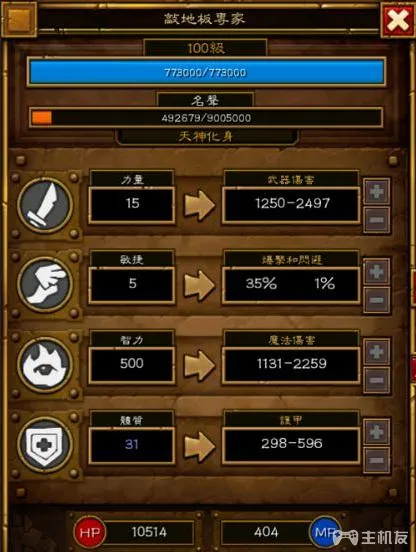 敲地板專家
100級
773000/773000
名聲
492679/9005000
天神化身
力量
武器傷害
15
1250-2497
敏捷
爆擊和閃避
5
35% 1%
智力
魔法傷害
500
1131-2259
體質
護甲
31
298-596
HP 10514 404 MP
主机友